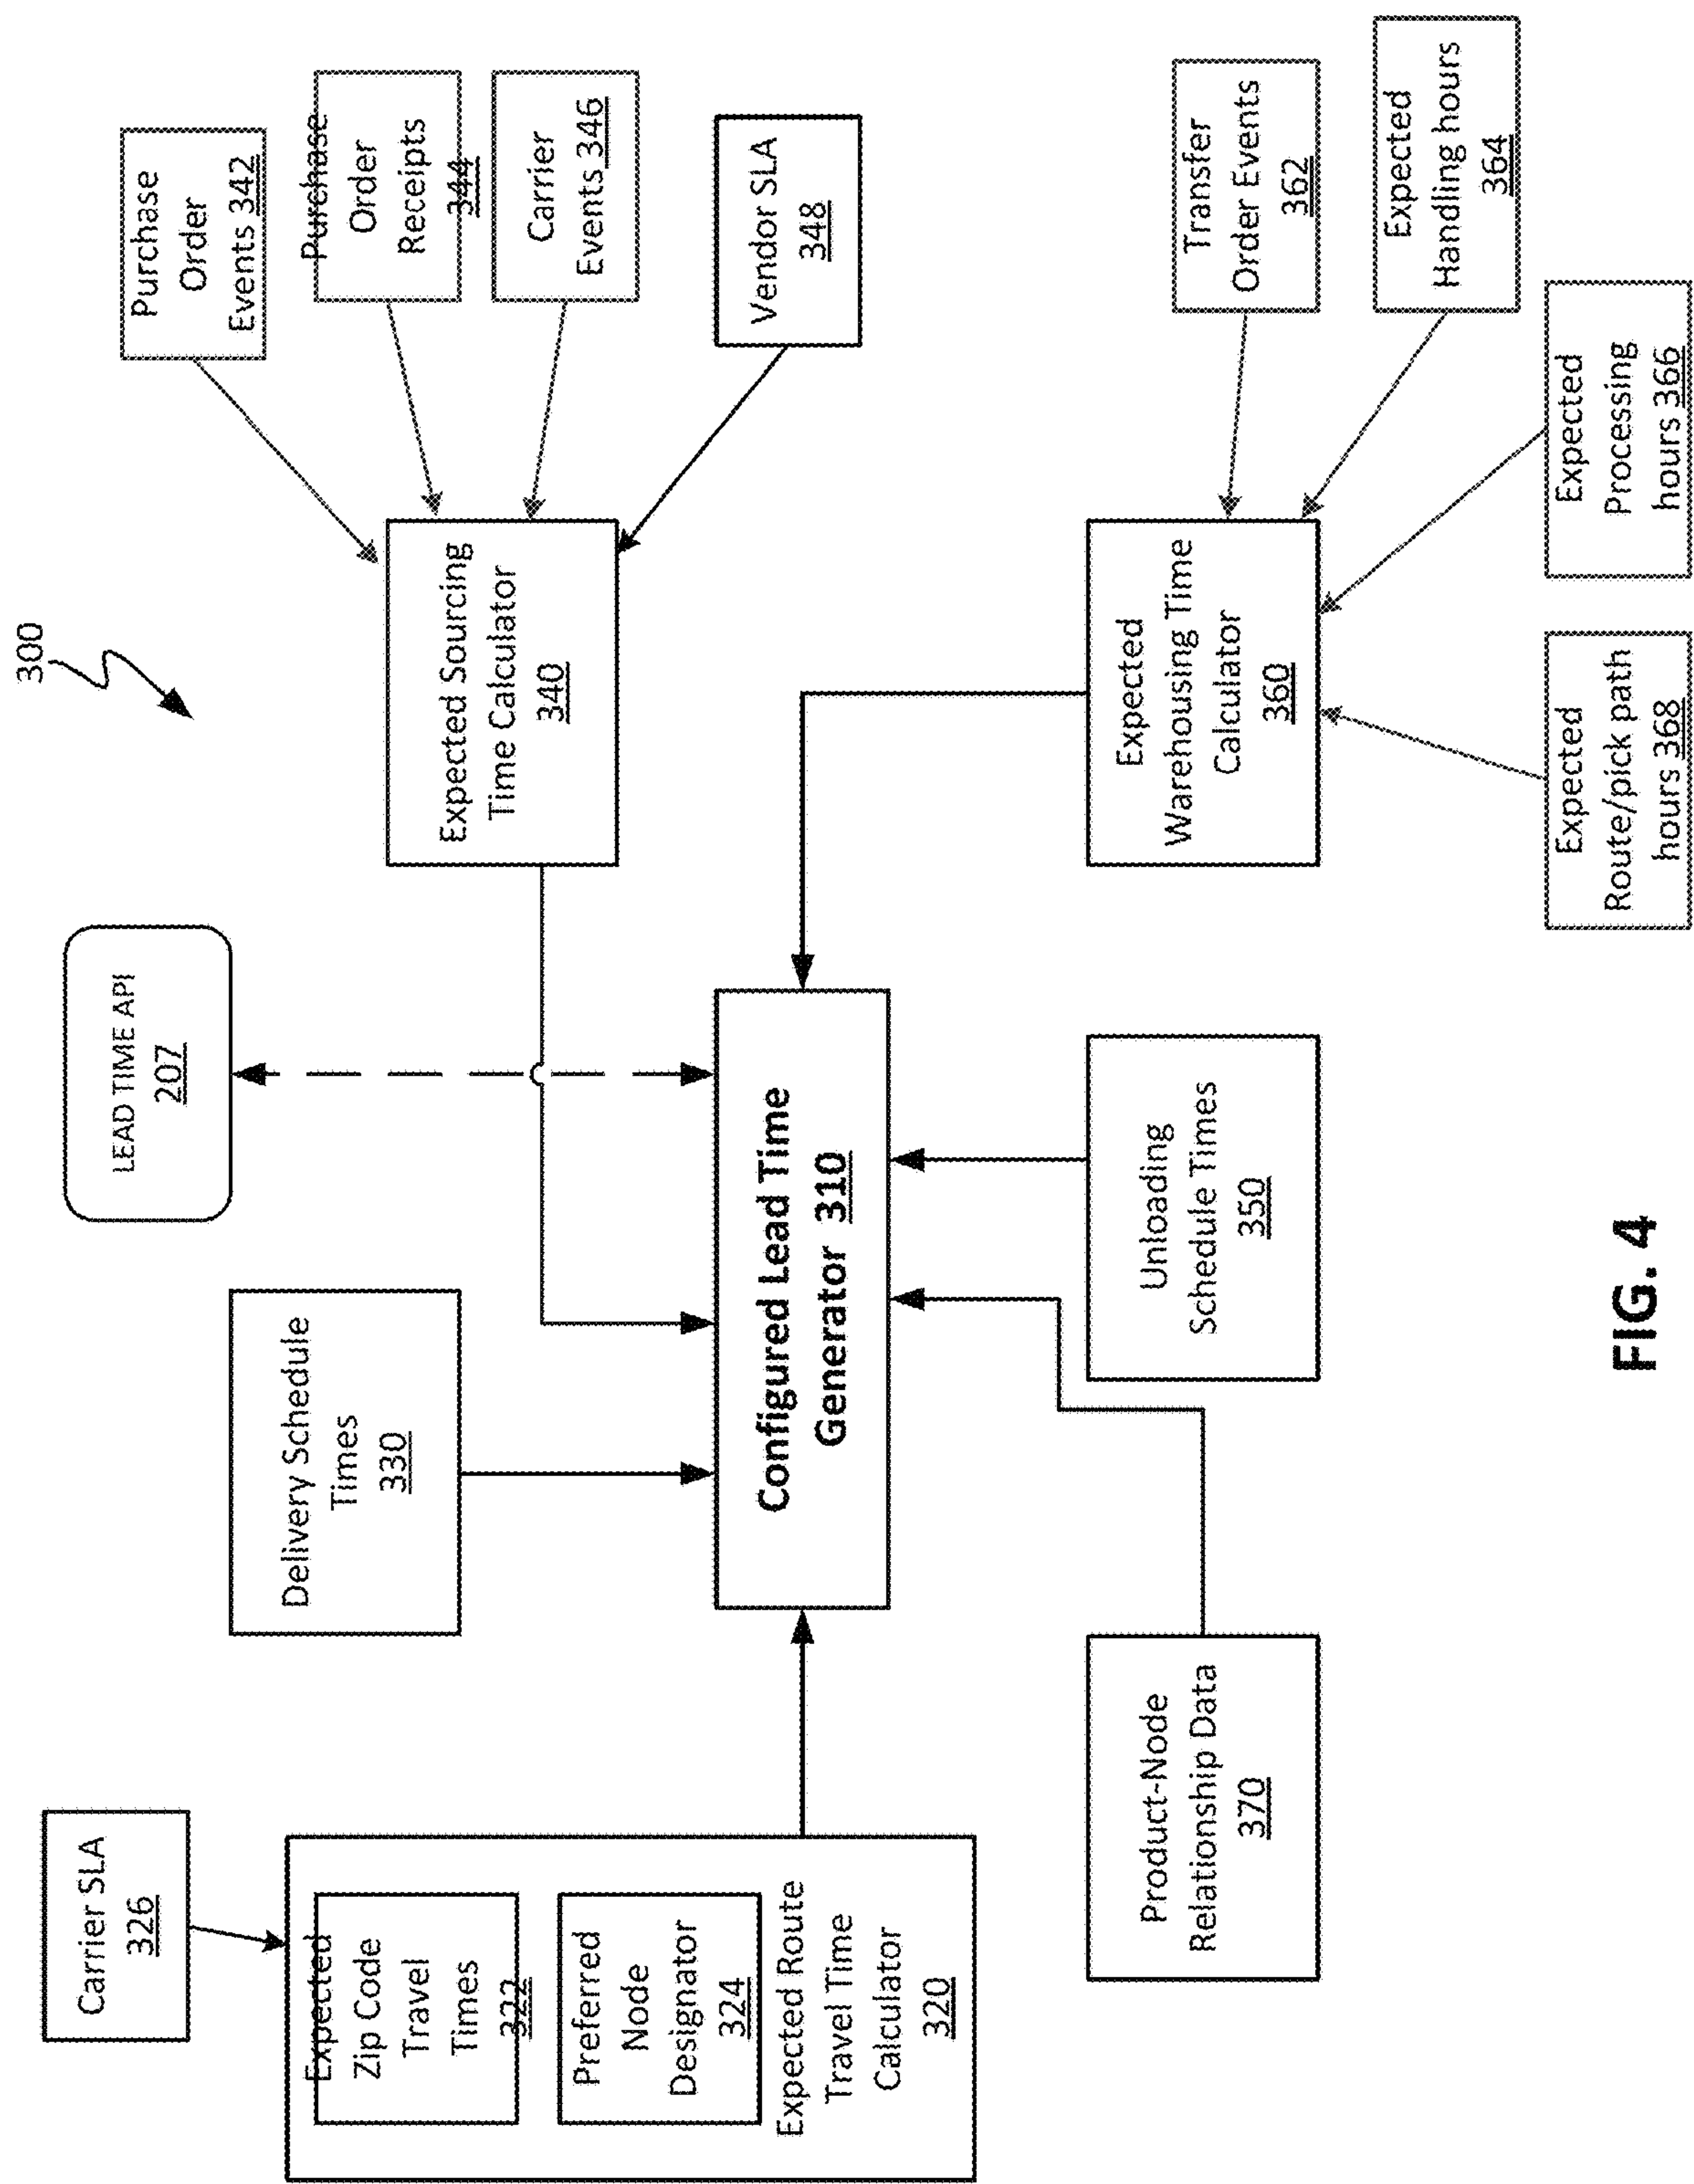 300
Carrier SLA
326
Expected
Zip Code
Travel
Times
322
Preferred
Node
Designator
324
Expected Route
Travel Time
Calculator
320
Delivery Schedule
Times
330
LEAD TIME API
207
Expected Sourcing
Time Calculator
340
Purchase
Order
Events 342
Purchase
Order
Receipts
344
Carrier
Events 346
Vendor SLA
348
Configured Lead Time
Generator 310
Product-Node
Relationship Data
370
Unloading
Schedule Times
350
Expected
Warehousing Time
Calculator
360
Transfer
Order Events
362
Expected
Handling hours
364
Expected
Processing
hours 366
Expected
Route/pick path
hours 368
FIG. 4